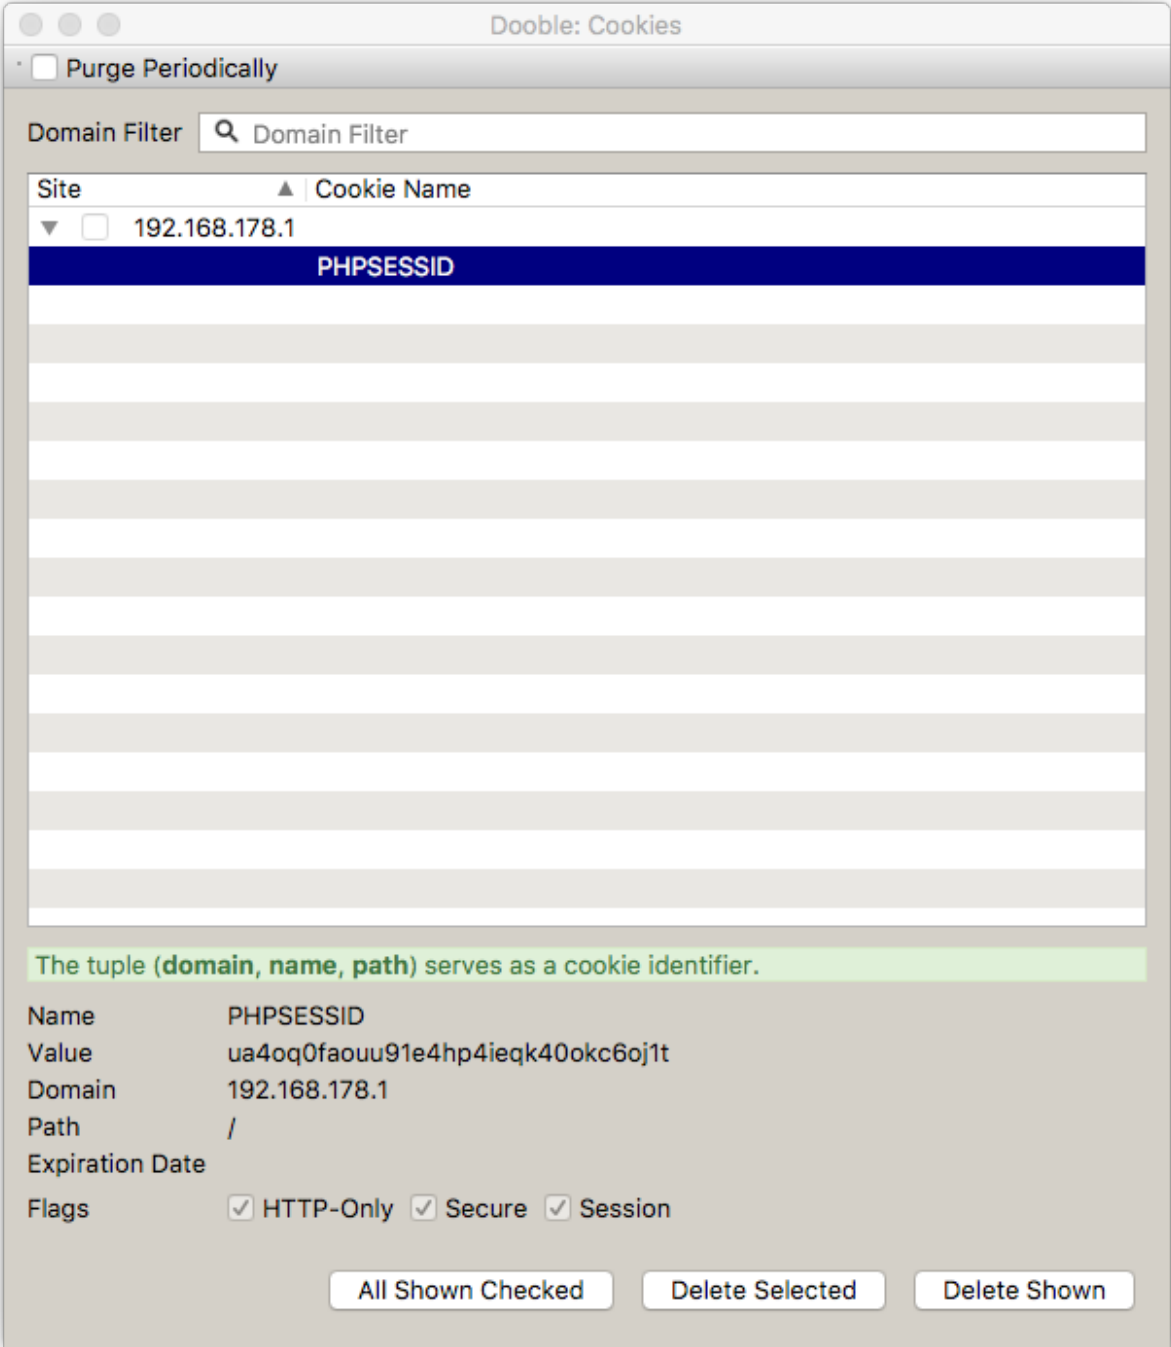 Dooble: Cookies
Purge Periodically
Domain Filter Domain Filter
Site Cookie Name
192.168.178.1
PHPSESSID
The tuple (domain, name, path) serves as a cookie identifier.
Name PHPSESSID
Value ua4oq0faouu91e4hp4ieqk40okc6oj1t
Domain 192.168.178.1
Path /
Expiration Date
Flags HTTP-Only Secure Session
All Shown Checked Delete Selected Delete Shown